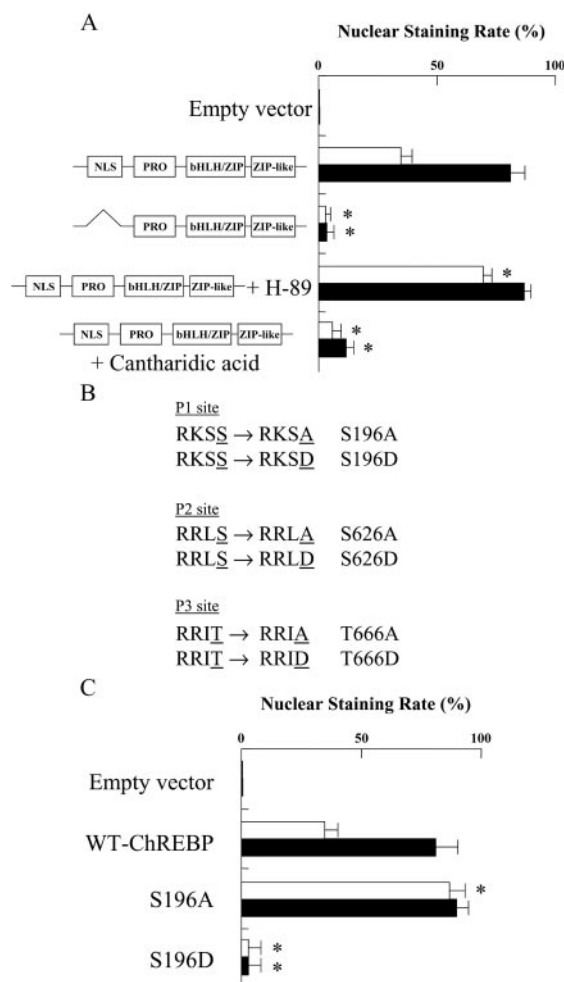 A
Nuclear Staining Rate (%)
0 50 100
Empty vector
NLS PRO bHLH/ZIP ZIP-like
PRO bHLH/ZIP ZIP-like
*
*
NLS PRO bHLH/ZIP ZIP-like + H-89
*
NLS PRO bHLH/ZIP ZIP-like
+ Cantharidic acid
*
*
B
P1 site
RKSS → RKSA S196A
RKSS → RKSD S196D
P2 site
RRLS → RRLA S626A
RRLS → RRLD S626D
P3 site
RRIT → RRIA T666A
RRIT → RRID T666D
C
Nuclear Staining Rate (%)
0 50 100
Empty vector
WT-ChREBP
S196A *
S196D *
*